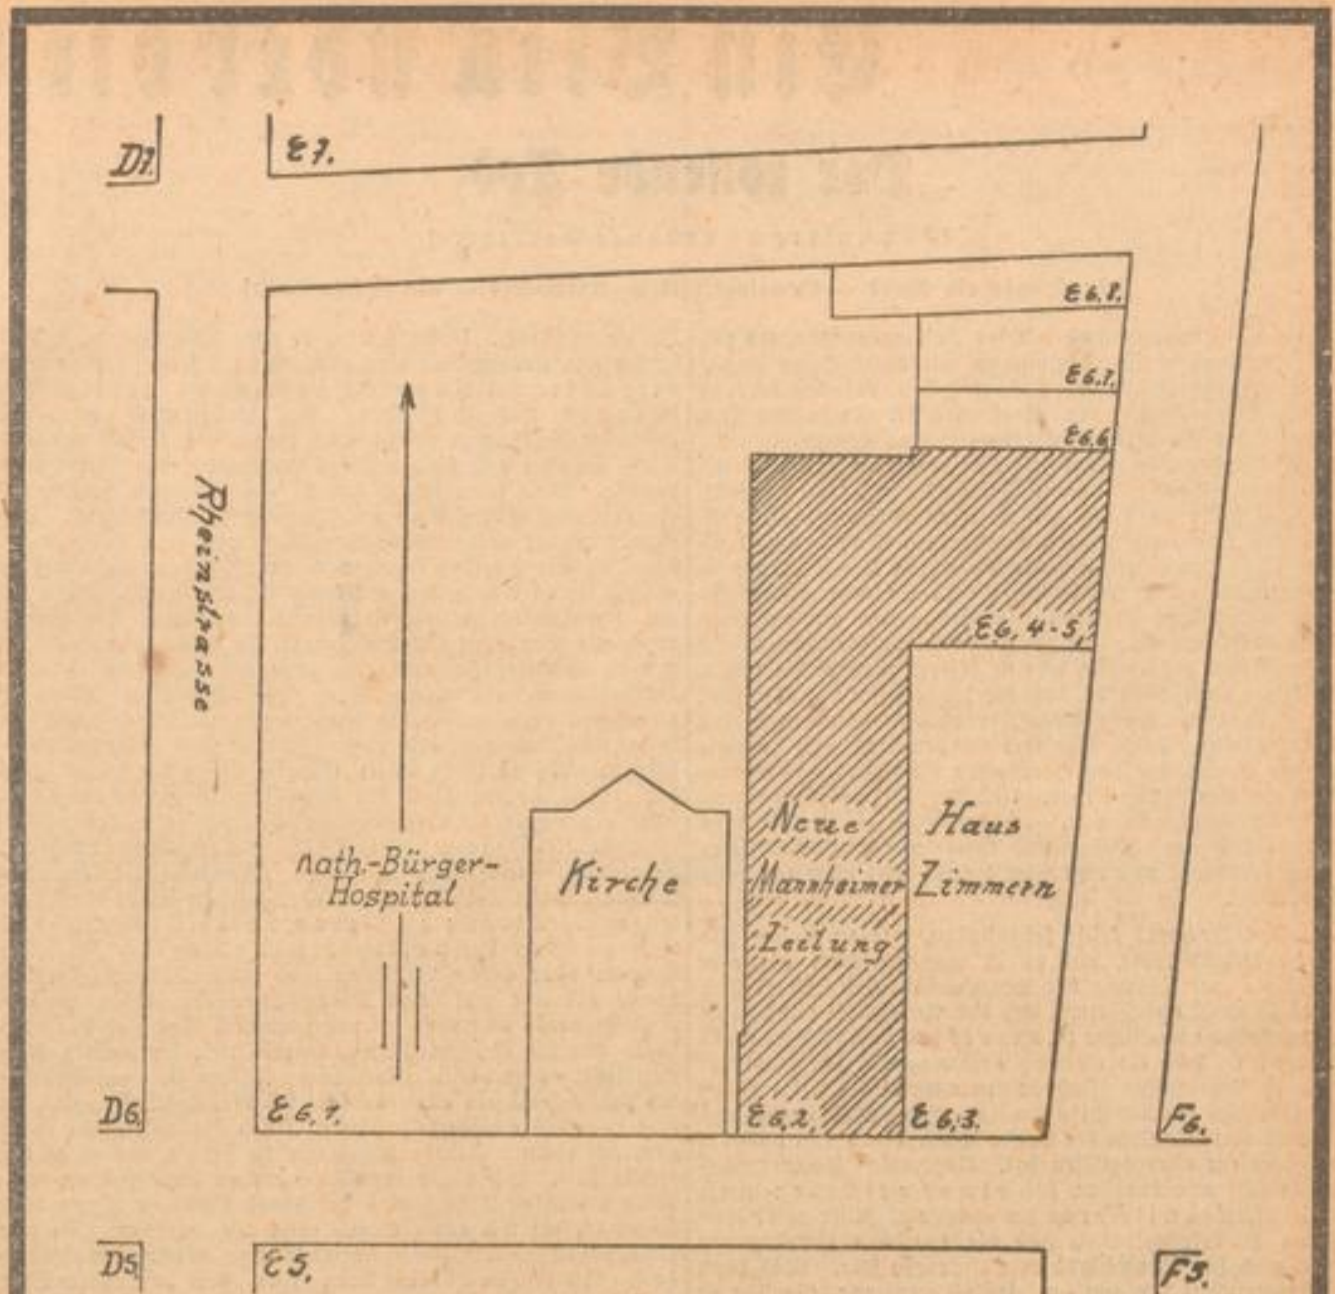 D7.
E7.
E6,8.
E6,7.
E6,6
Rheinstrasse
E6,4-5,
Neue
Mannheimer
Zeitung
Haus
Zimmern
Kath.-Bürger-
Hospital
Kirche
D6.
E6,1.
E6,2,
E6,3.
F6.
D5,
E5,
F5.